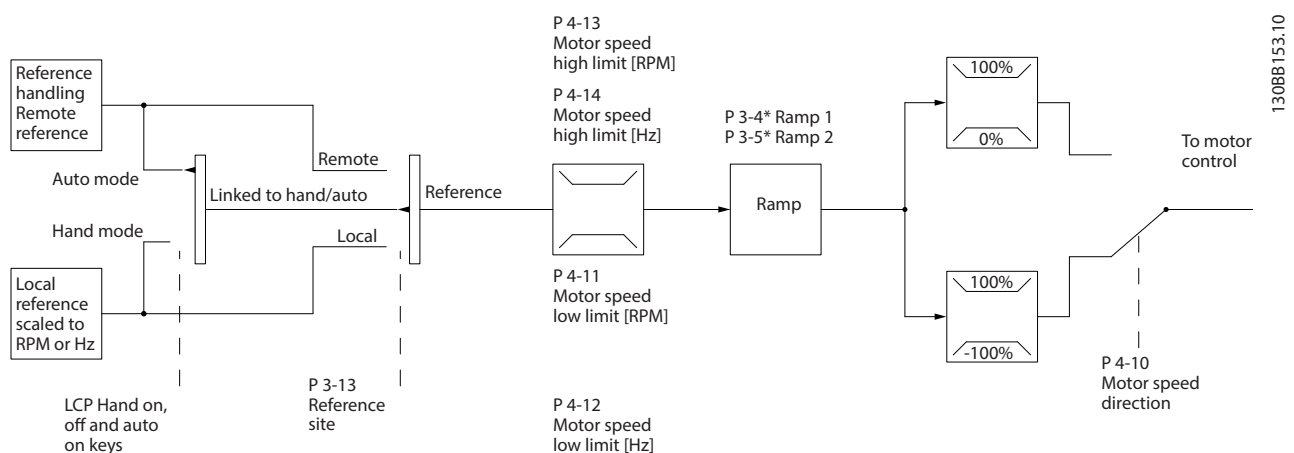 P 4-13
Motor speed
high limit [RPM]
P 4-14
Motor speed
high limit [Hz]
130BB153.10
Reference
handling
Remote
reference
P 3-4* Ramp 1
P 3-5* Ramp 2
100%
0%
To motor
control
Remote
Auto mode
Linked to hand/auto
Reference
Ramp
Hand mode
Local
Local
reference
scaled to
RPM or Hz
P 4-11
Motor speed
low limit [RPM]
100%
-100%
P 4-10
Motor speed
direction
P 3-13
Reference
site
LCP Hand on,
off and auto
on keys
P 4-12
Motor speed
low limit [Hz]